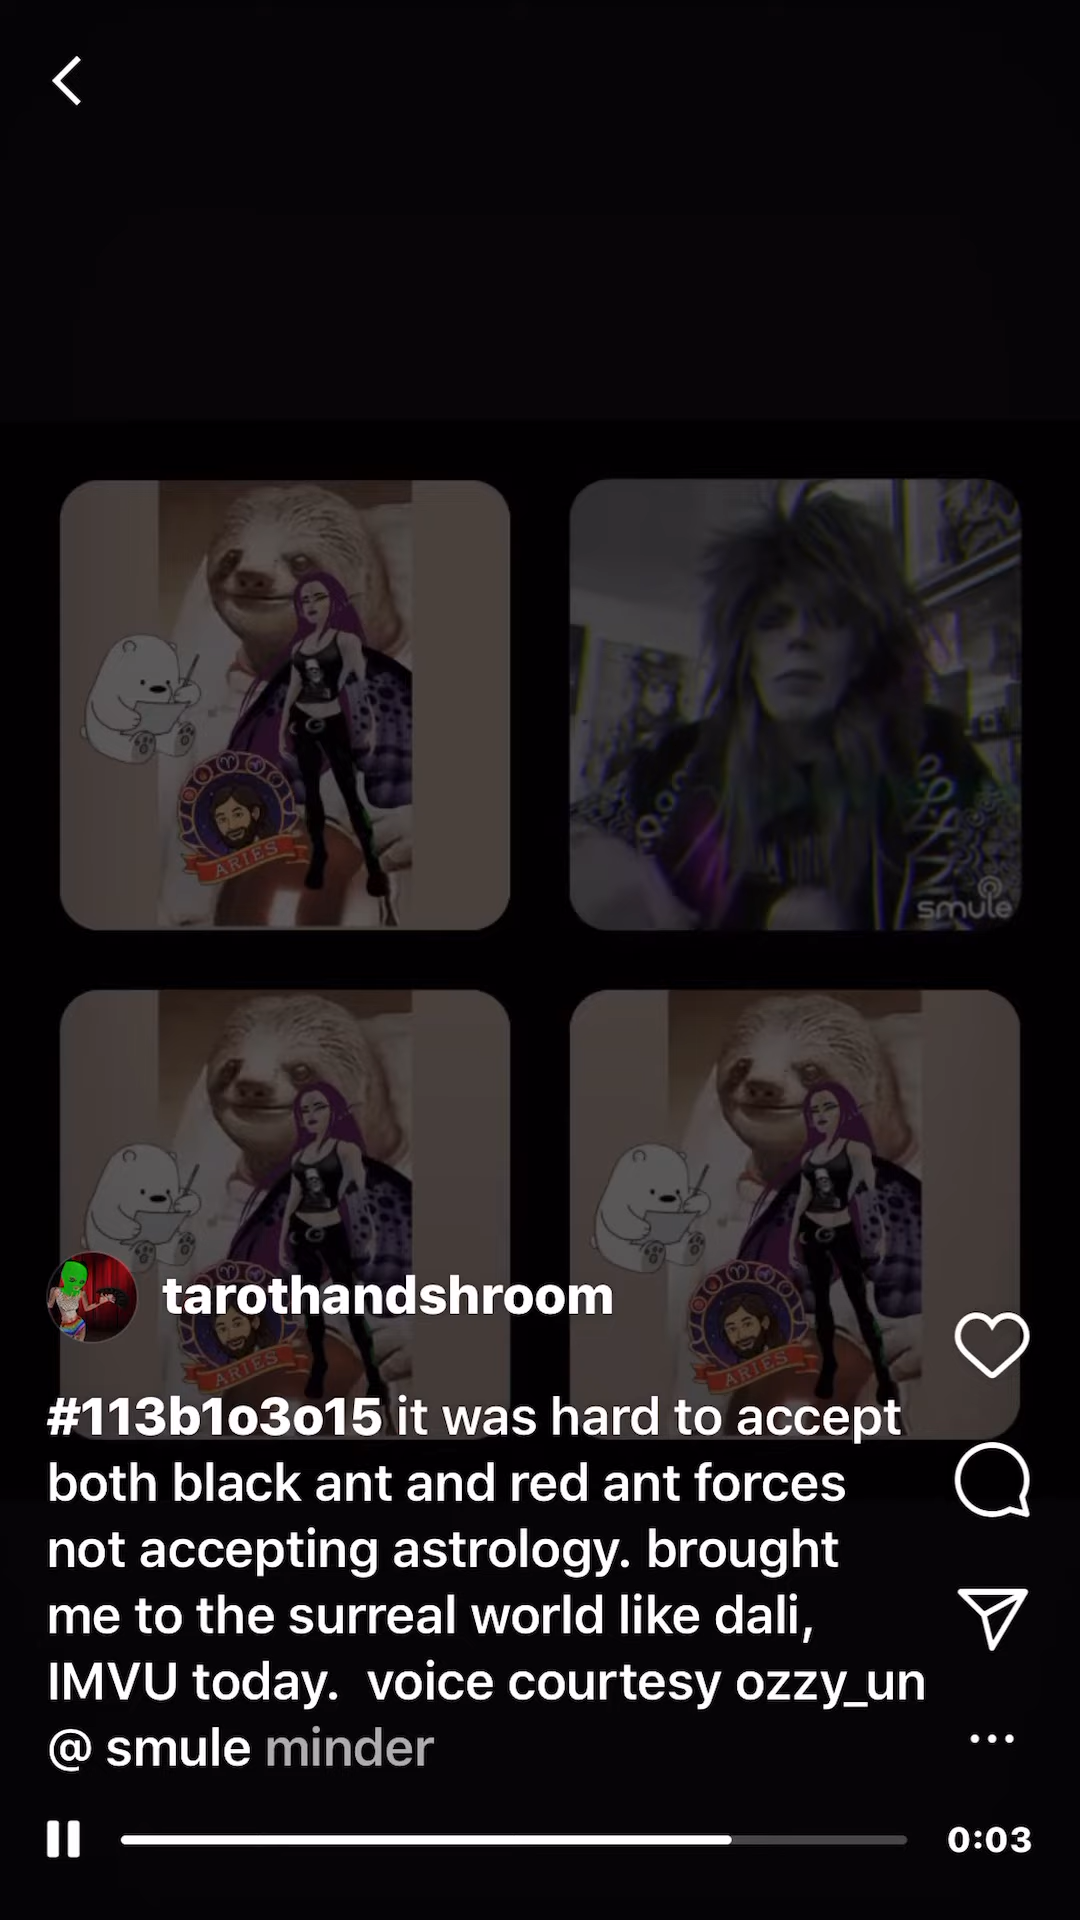 ARIES
smule
ARIES
ARIES
tarothandshroom
#113b1o3o15 it was hard to accept
both black ant and red ant forces
not accepting astrology. brought
me to the surreal world like dali,
IMVU today.  voice courtesy ozzy_un
@ smule minder
0:03